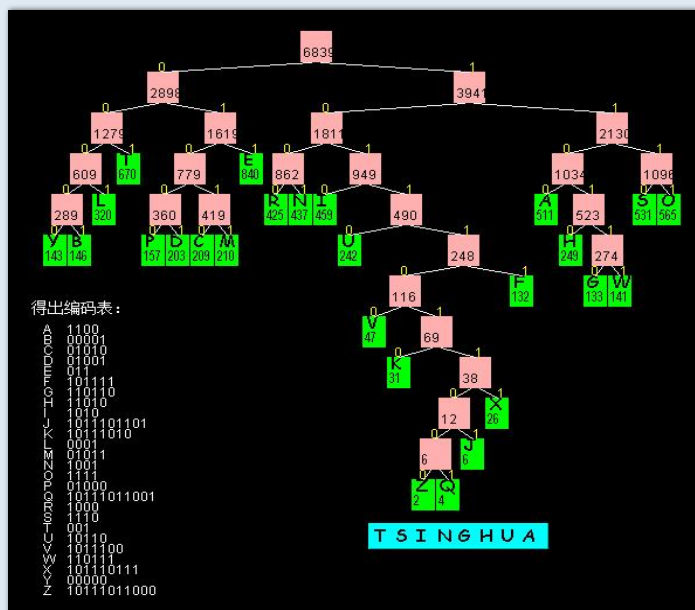 6839
0 1
2898 3941
0 1 0 1
1279 1619 1811 2130
0 1 0 1 0 1 0 1
609 T 670 779 E 840 862 949 1034 1096
0 1 0 1 0 1 0 1 0 1 0 1
289 L 320 360 419 R 425 N 437 I 459 490 A 511 523 S 531 O 565
0 1 0 1 0 1 0 1 0 1
Y 143 B 146 P 157 D 203 C 209 M 210 U 242 248 H 249 274
0 1 0 1
116 F 132 G 133 W 141
0 1
V 47 69
0 1
K 31 38
0 1
12 X 26
0 1
6 J 6
0 1
Z 2 Q 4
T S I N G H U A
得出编码表：
A 1100
B 00001
C 01010
D 01001
E 011
F 101111
G 110110
H 11010
I 1010
J 1011101101
K 10111010
L 0001
M 01011
N 1001
O 1111
P 01000
Q 10111011001
R 1000
S 1110
T 001
U 10110
V 1011100
W 110111
X 101110111
Y 00000
Z 10111011000